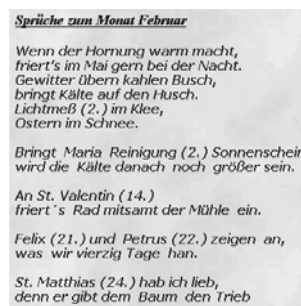 Sprüche zum Monat Februar
Wenn der Hornung warm macht,
friert's im Mai gern bei der Nacht.
Gewitter übern kahlen Busch,
bringt Kälte auf den Husch.
Lichtmeß (2.) im Klee,
Ostern im Schnee.
Bringt Maria Reinigung (2.) Sonnenschein
wird die Kälte danach noch größer sein.
An St. Valentin (14.)
friert´s Rad mitsamt der Mühle ein.
Felix (21.) und Petrus (22.) zeigen an,
was wir vierzig Tage han.
St. Matthias (24.) hab ich lieb,
denn er gibt dem Baum den Trieb